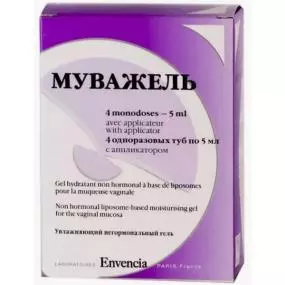 МУВАЖЕЛЬ
4 monodoses – 5 ml
avec applicateur
with applicator
4 одноразовых туб по 5 мл
с аппликатором
Gel hydratant non hormonal à base de liposomes
pour la muqueuse vaginale
Non hormonal liposome-based moisturising gel
for the vaginal mucosa
Увлажняющий негормональный гель
LABORATOIRES Envencia PARIS, France